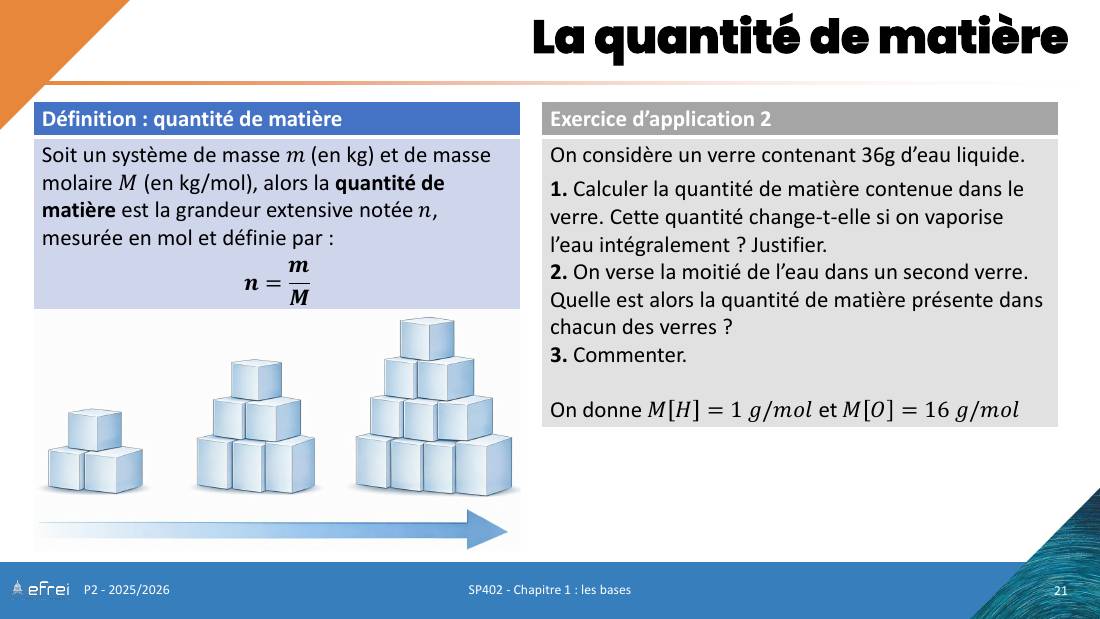 La quantité de matière
Définition : quantité de matière
Soit un système de masse m (en kg) et de masse
molaire M (en kg/mol), alors la quantité de
matière est la grandeur extensive notée n,
mesurée en mol et définie par :
n = m/M
Exercice d’application 2
On considère un verre contenant 36g d’eau liquide.
1. Calculer la quantité de matière contenue dans le
verre. Cette quantité change-t-elle si on vaporise
l’eau intégralement ? Justifier.
2. On verse la moitié de l’eau dans un second verre.
Quelle est alors la quantité de matière présente dans
chacun des verres ?
3. Commenter.
On donne M[H] = 1 g/mol et M[O] = 16 g/mol
efrei
P2 - 2025/2026
SP402 - Chapitre 1 : les bases
21